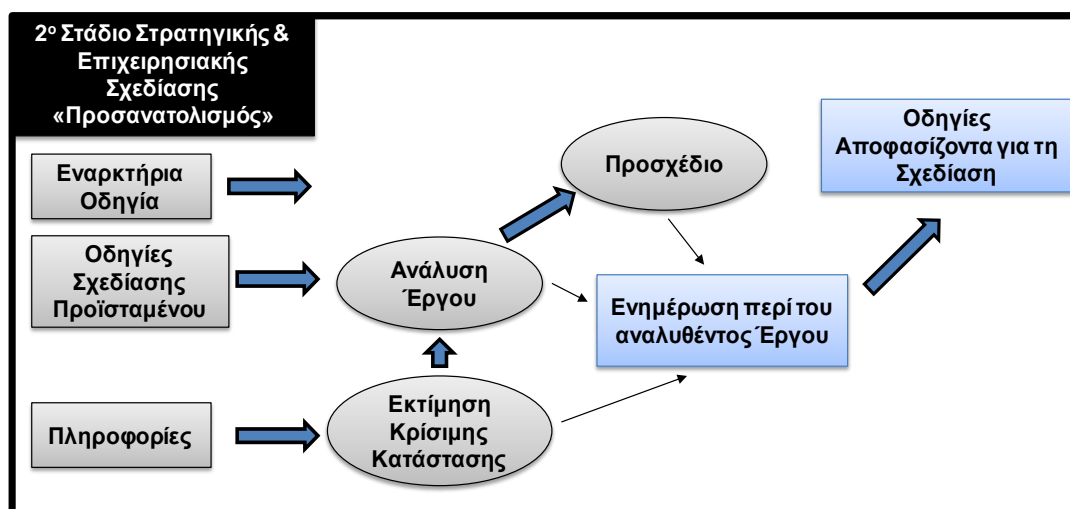 2ο Στάδιο Στρατηγικής &
Επιχειρησιακής
Σχεδίασης
«Προσανατολισμός»
Εναρκτήρια
Οδηγία
Οδηγίες
Σχεδίασης
Προϊσταμένου
Πληροφορίες
Ανάλυση
Έργου
Εκτίμηση
Κρίσιμης
Κατάστασης
Προσχέδιο
Ενημέρωση περί του
αναλυθέντος Έργου
Οδηγίες
Αποφασίζοντα για τη
Σχεδίαση